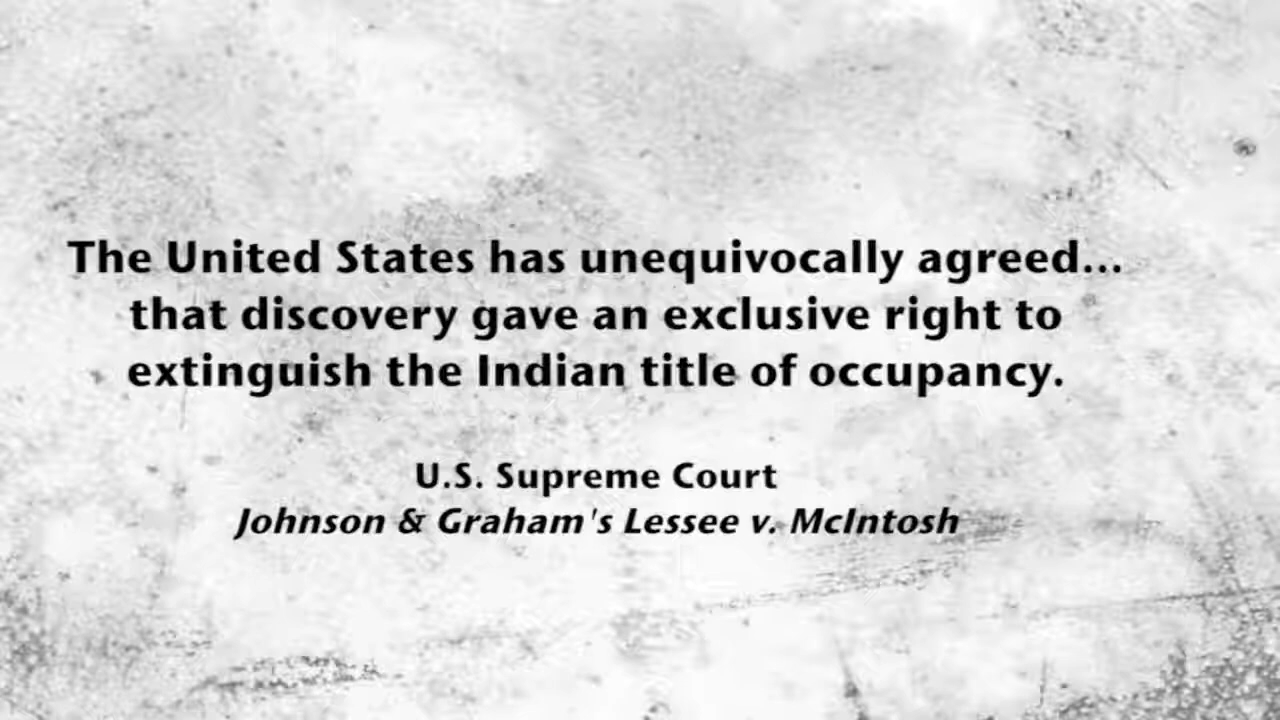 The United States has unequivocally agreed...
that discovery gave an exclusive right to
extinguish the Indian title of occupancy.
U.S. Supreme Court
Johnson & Graham's Lessee v. McIntosh